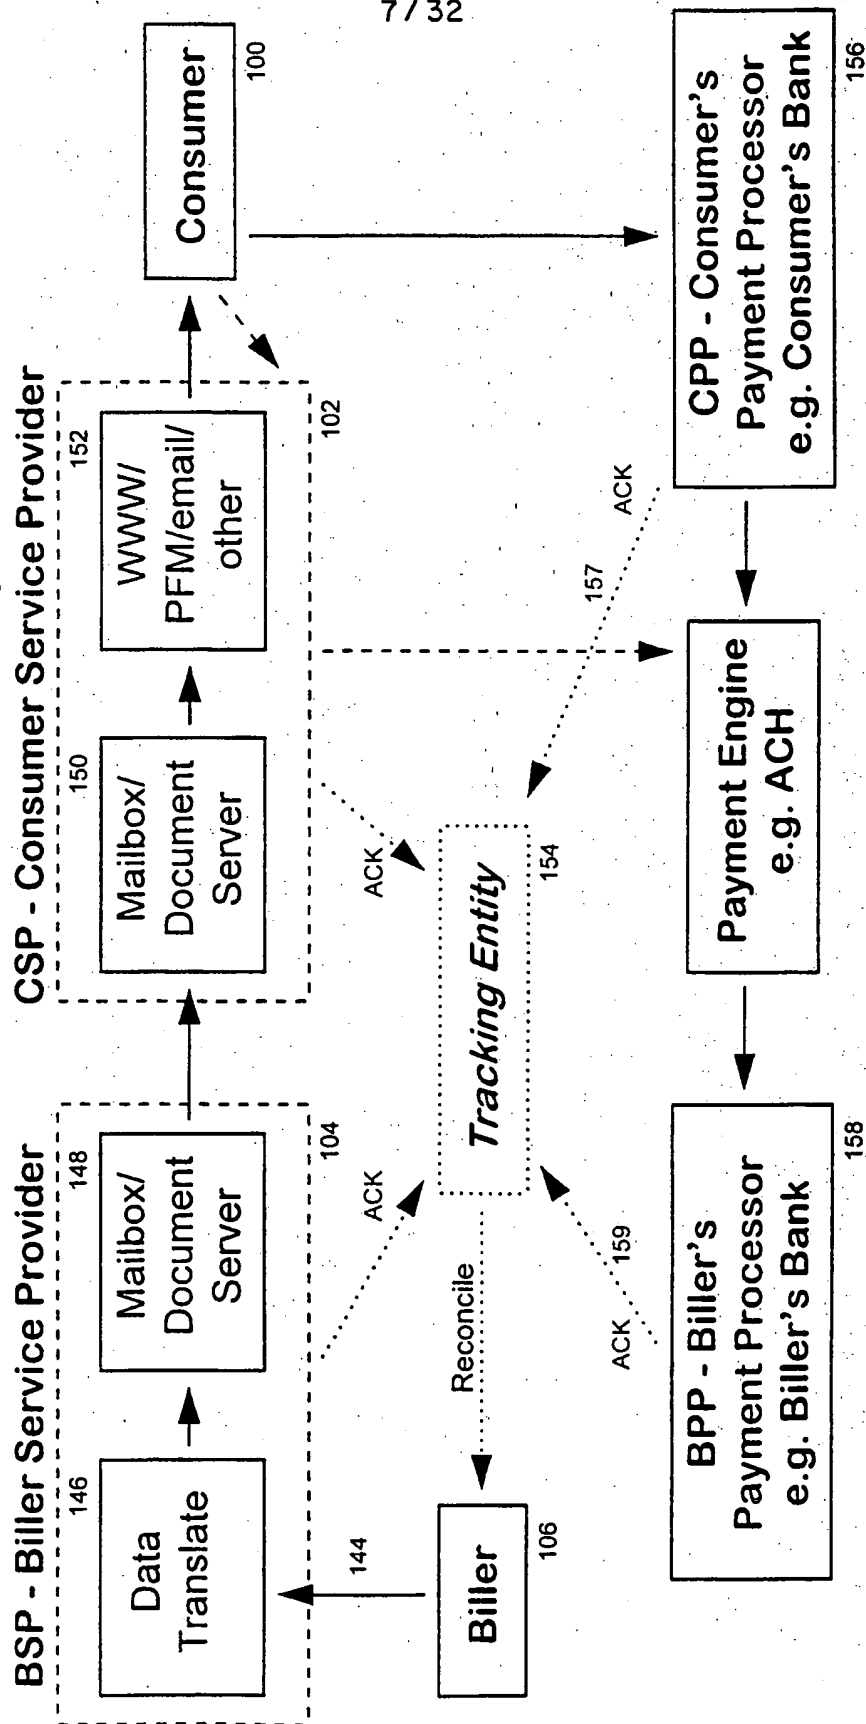 7/32
BSP - Biller Service Provider
CSP - Consumer Service Provider
146
Data
Translate
148
Mailbox/
Document
Server
104
150
Mailbox/
Document
Server
152
WWW/
PFM/email/
other
102
Consumer
100
144
Biller
106
Reconcile
ACK
ACK
Tracking Entity
154
ACK
159
157
ACK
BPP - Biller's
Payment Processor
e.g. Biller's Bank
158
Payment Engine
e.g. ACH
CPP - Consumer's
Payment Processor
e.g. Consumer's Bank
156